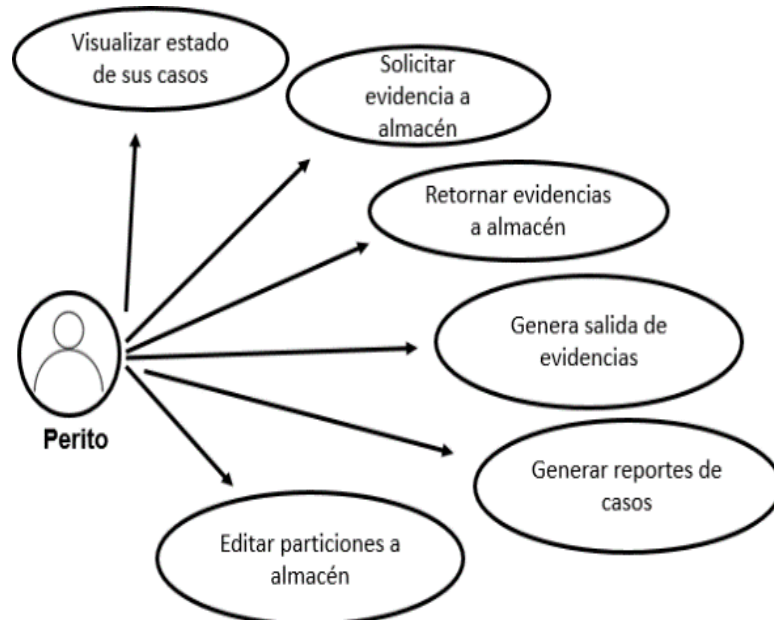 Visualizar estado
de sus casos
Solicitar
evidencia a
almacén
Retornar evidencias
a almacén
Genera salida de
evidencias
Perito
Generar reportes de
casos
Editar particiones a
almacén